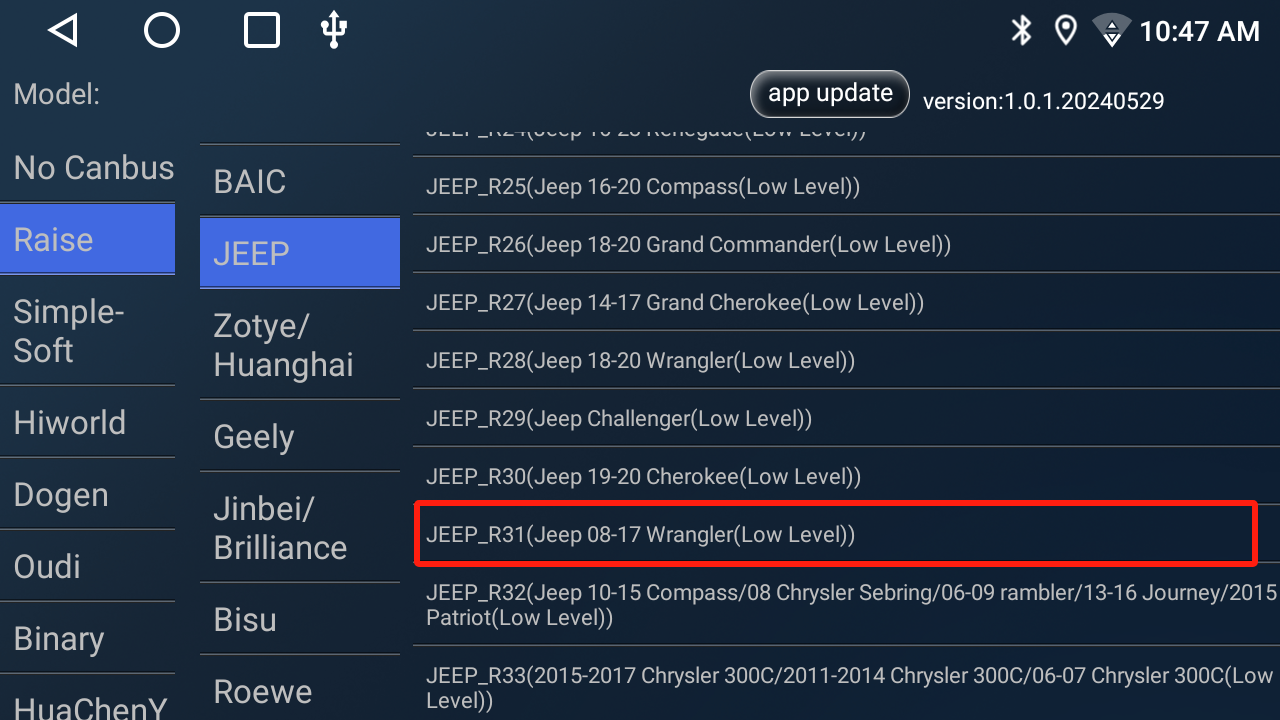 10:47 AM
Model:
app update
version:1.0.1.20240529
No Canbus
Raise
Simple-
Soft
Hiworld
Dogen
Oudi
Binary
HuaChenY
BAIC
JEEP
Zotye/
Huanghai
Geely
Jinbei/
Brilliance
Bisu
Roewe
JEEP_R25(Jeep 16-20 Compass(Low Level))
JEEP_R26(Jeep 18-20 Grand Commander(Low Level))
JEEP_R27(Jeep 14-17 Grand Cherokee(Low Level))
JEEP_R28(Jeep 18-20 Wrangler(Low Level))
JEEP_R29(Jeep Challenger(Low Level))
JEEP_R30(Jeep 19-20 Cherokee(Low Level))
JEEP_R31(Jeep 08-17 Wrangler(Low Level))
JEEP_R32(Jeep 10-15 Compass/08 Chrysler Sebring/06-09 rambler/13-16 Journey/2015
Patriot(Low Level))
JEEP_R33(2015-2017 Chrysler 300C/2011-2014 Chrysler 300C/06-07 Chrysler 300C(Low
Level))